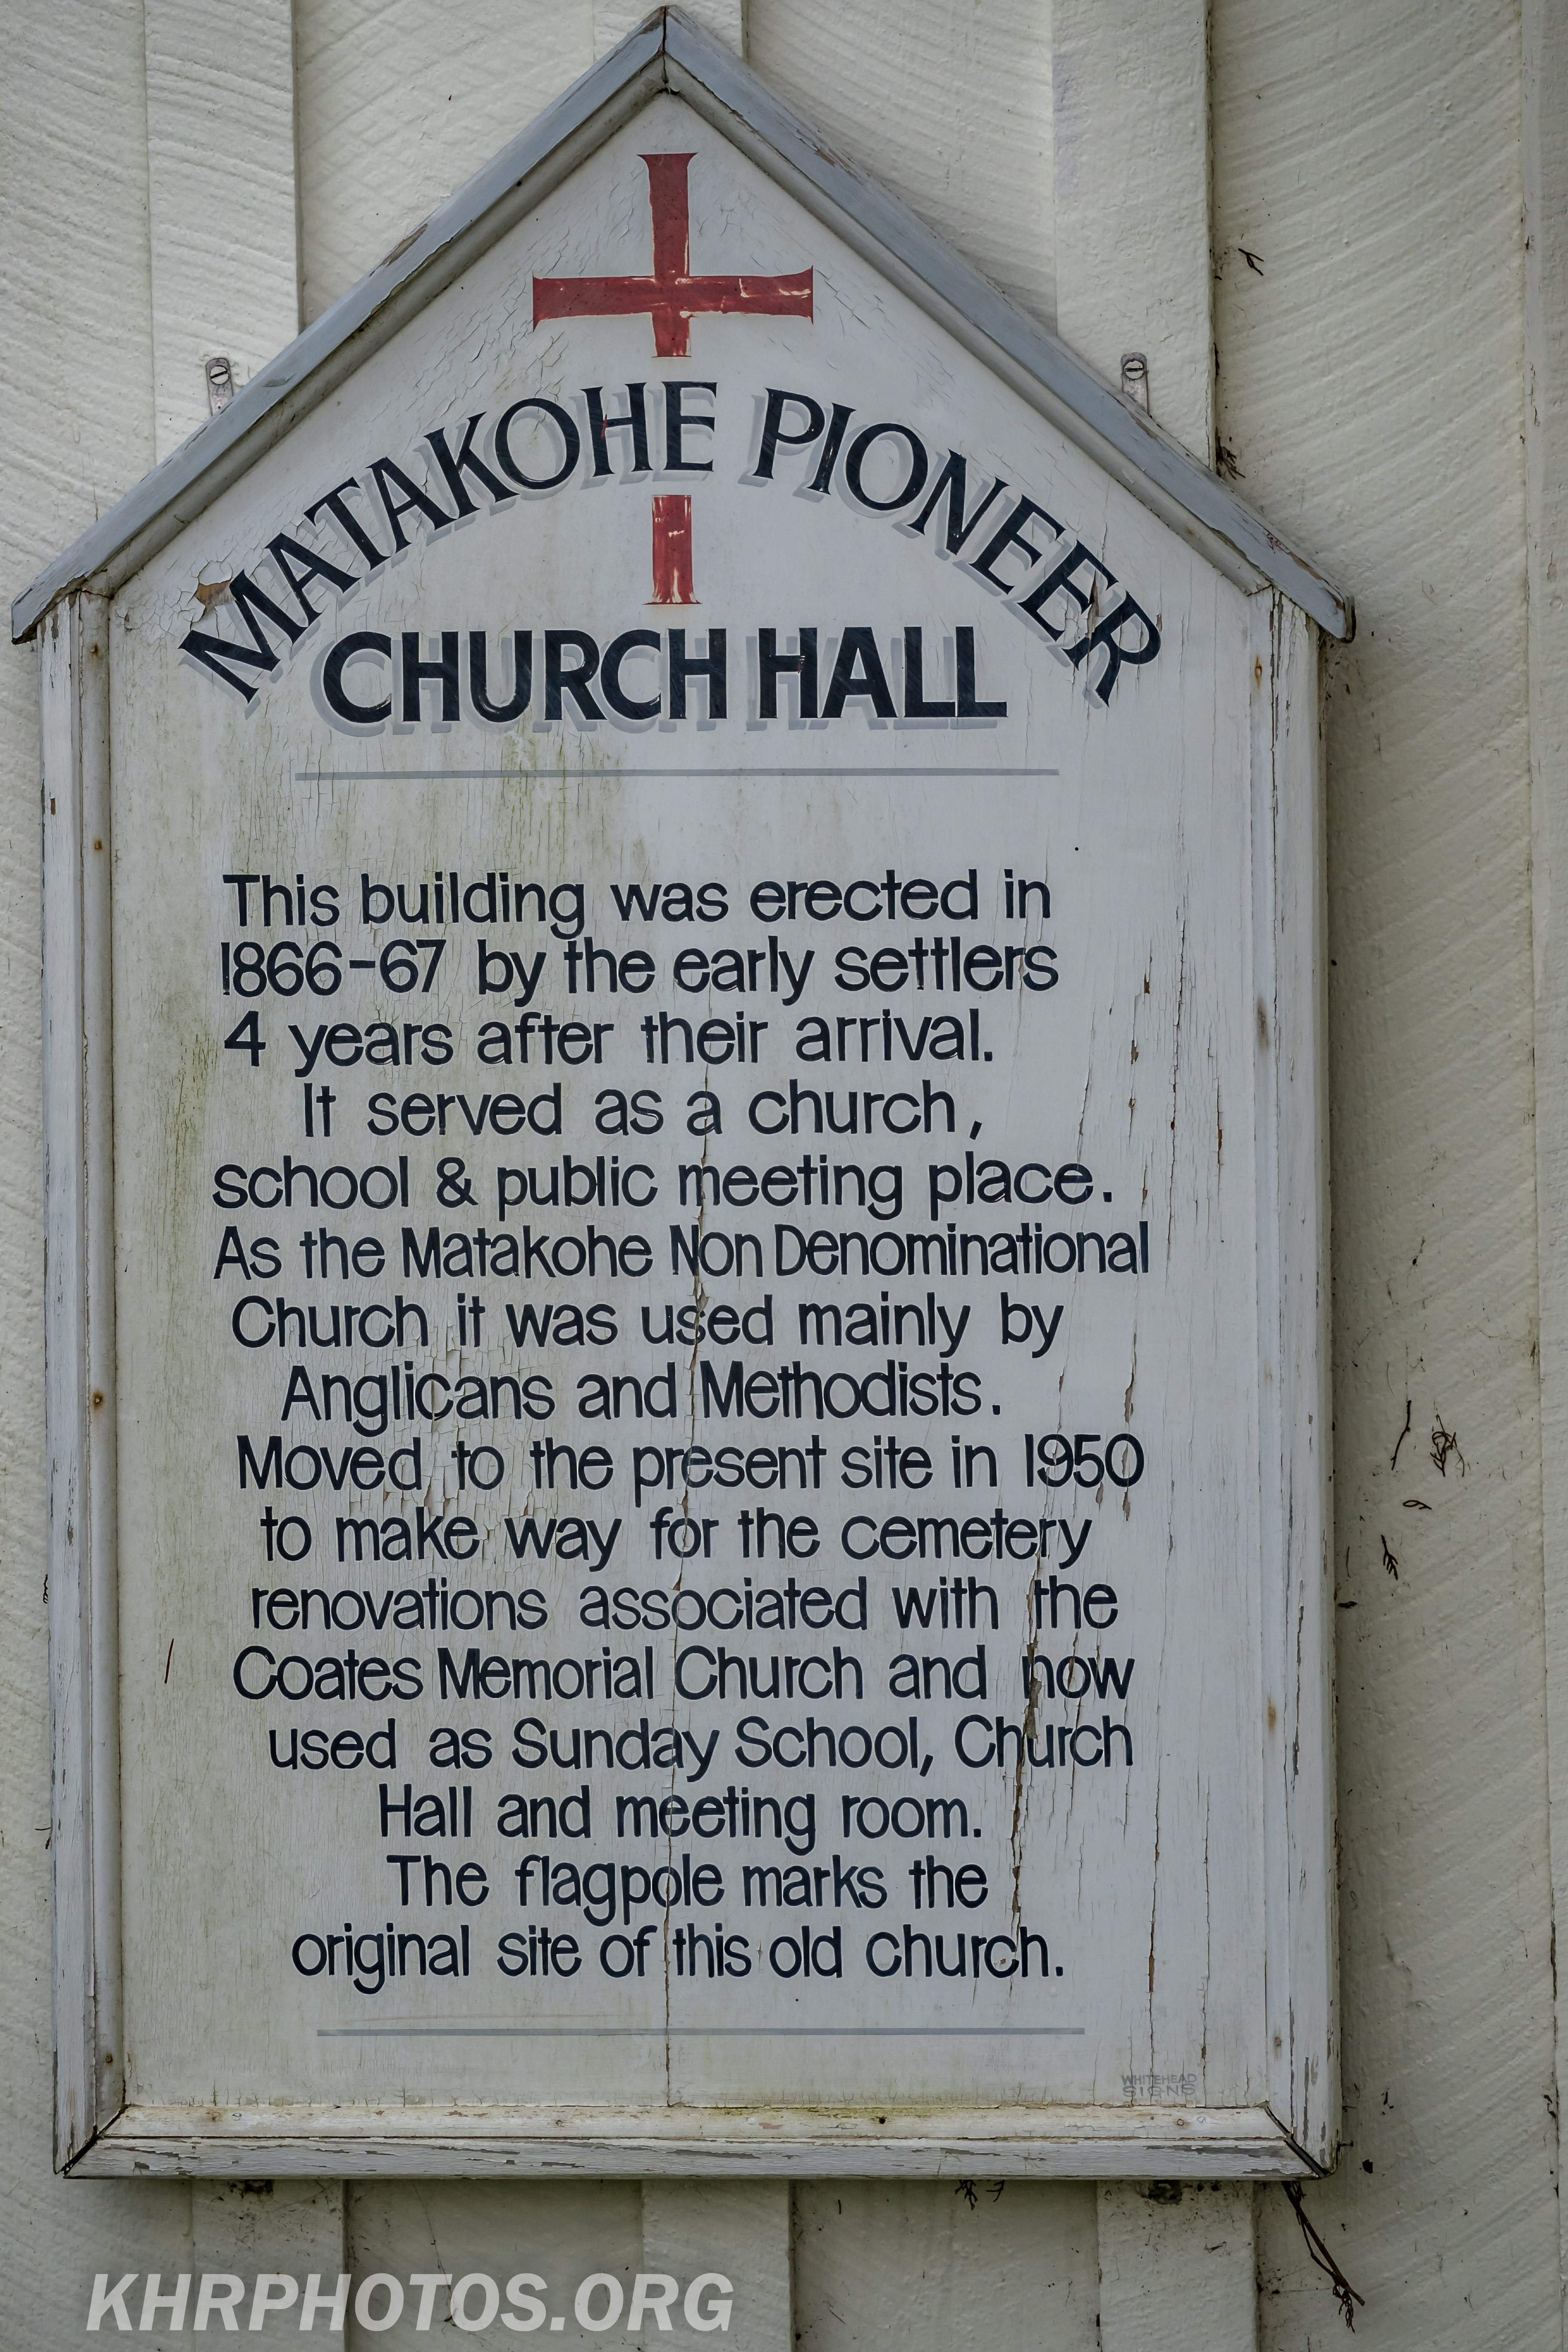 MATAKOHE PIONEER
CHURCH HALL
This building was erected in
1866-67 by the early settlers
4 years after their arrival.
It served as a church,
school & public meeting place.
As the Matakohe Non Denominational
Church it was used mainly by
Anglicans and Methodists.
Moved to the present site in 1950
to make way for the cemetery
renovations associated with the
Coates Memorial Church and now
used as Sunday School, Church
Hall and meeting room.
The flagpole marks the
original site of this old church.
WHITEHEAD
SIGNS
KHRPHOTOS.ORG